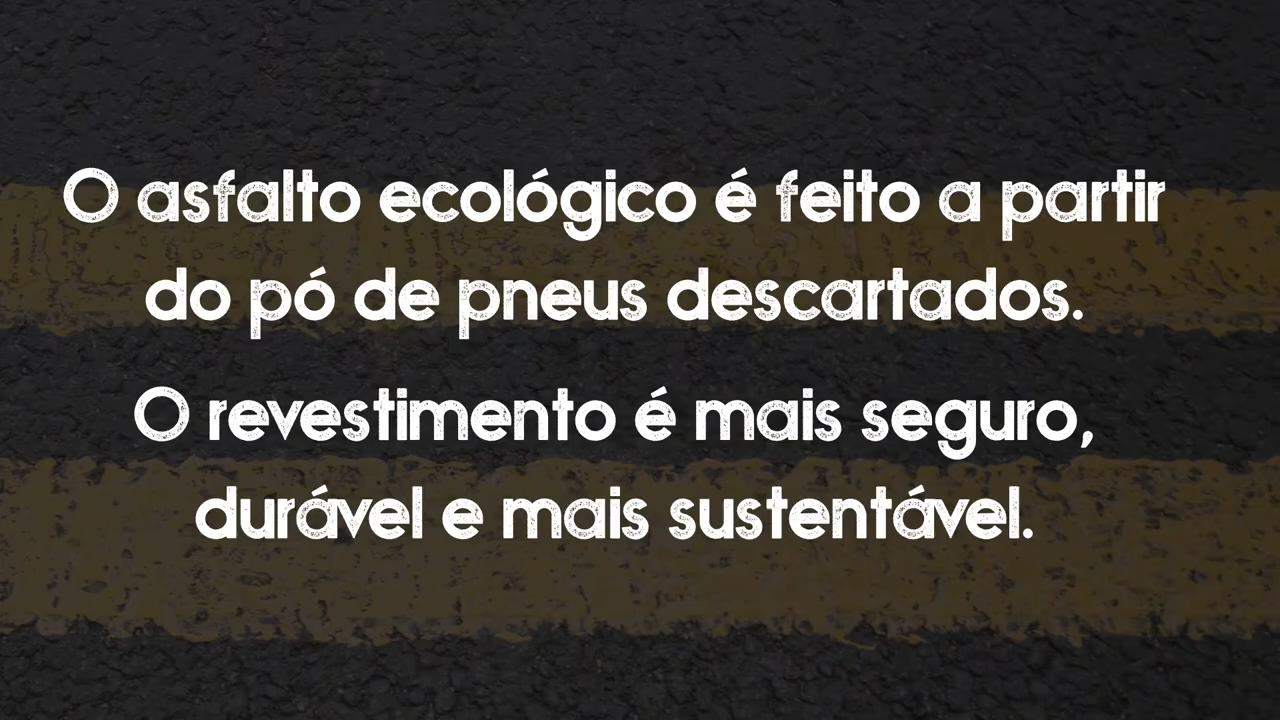 O asfalto ecológico é feito a partir
do pó de pneus descartados.
O revestimento é mais seguro,
durável e mais sustentável.